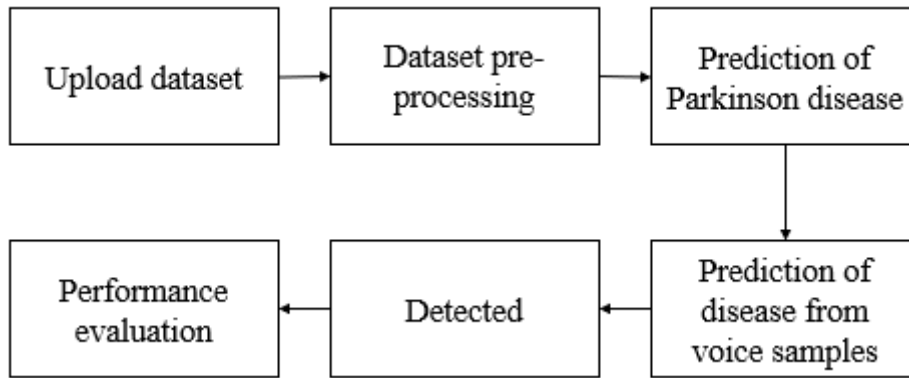 Upload dataset
Dataset pre-
processing
Prediction of
Parkinson disease
Prediction of
disease from
voice samples
Detected
Performance
evaluation